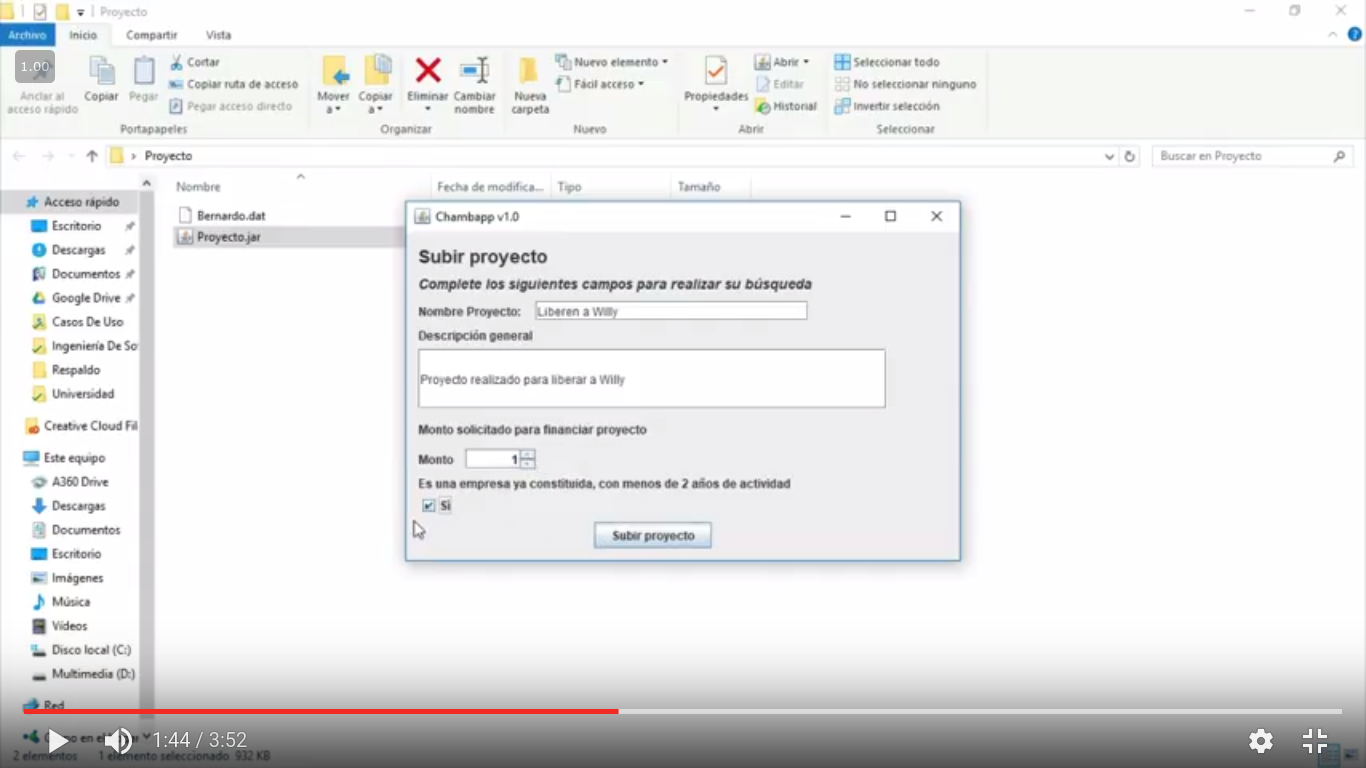 Proyecto
Archivo Inicio Compartir Vista
1.00
Anclar al acceso rápido
Copiar
Pegar
Cortar
Copiar ruta de acceso
Pegar acceso directo
Mover a
Copiar a
Eliminar
Cambiar nombre
Nueva carpeta
Nuevo elemento
Fácil acceso
Propiedades
Abrir
Editar
Historial
Seleccionar todo
No seleccionar ninguno
Invertir selección
Portapapeles Organizar Nuevo Abrir Seleccionar
Proyecto
Buscar en Proyecto
Nombre Fecha de modifica... Tipo Tamaño
Bernardo.dat
Proyecto.jar
Acceso rápido
Escritorio
Descargas
Documentos
Google Drive
Casos De Uso
Ingeniería De So
Respaldo
Universidad
Creative Cloud Fil
Este equipo
A360 Drive
Descargas
Documentos
Escritorio
Imágenes
Música
Vídeos
Disco local (C:)
Multimedia (D:)
Red
Chambapp v1.0
Subir proyecto
Complete los siguientes campos para realizar su búsqueda
Nombre Proyecto: Liberen a Willy
Descripción general
Proyecto realizado para liberar a Willy
Monto solicitado para financiar proyecto
Monto 1
Es una empresa ya constituida, con menos de 2 años de actividad
Si
Subir proyecto
1:44 / 3:52
2 elementos 1 elemento seleccionado 932 KB